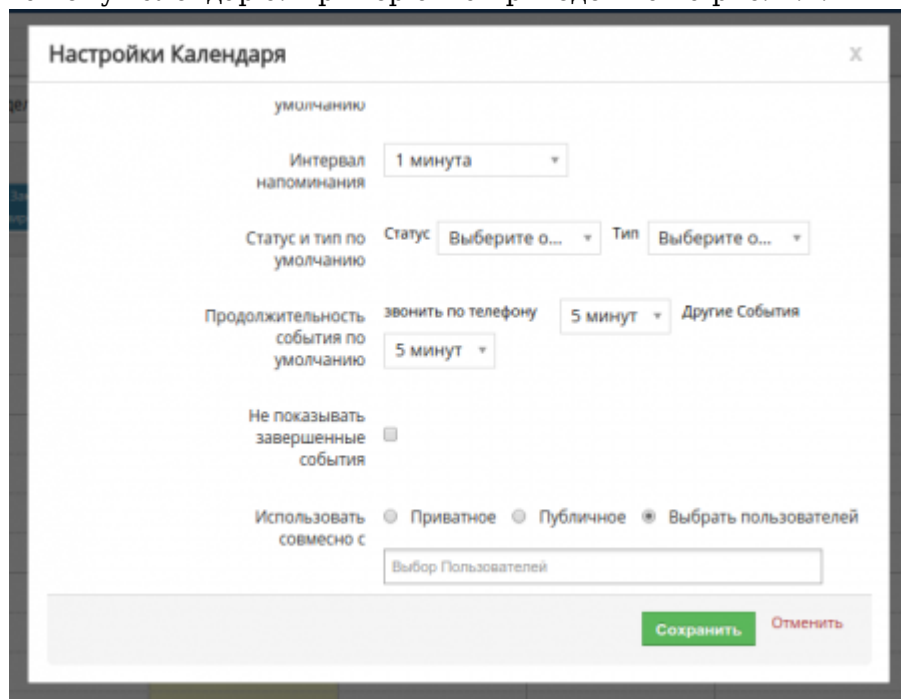 Настройки Календаря X
умолчанию
Интервал 1 минута
напоминания
Статус и тип по Статус Выберите о... Тип Выберите о...
умолчанию
Продолжительность звонить по телефону 5 минут Другие События
события по
умолчанию 5 минут
Не показывать
завершенные
события
Использовать Приватное Публичное Выбрать пользователей
совмесно с
Выбор Пользователей
Сохранить Отменить